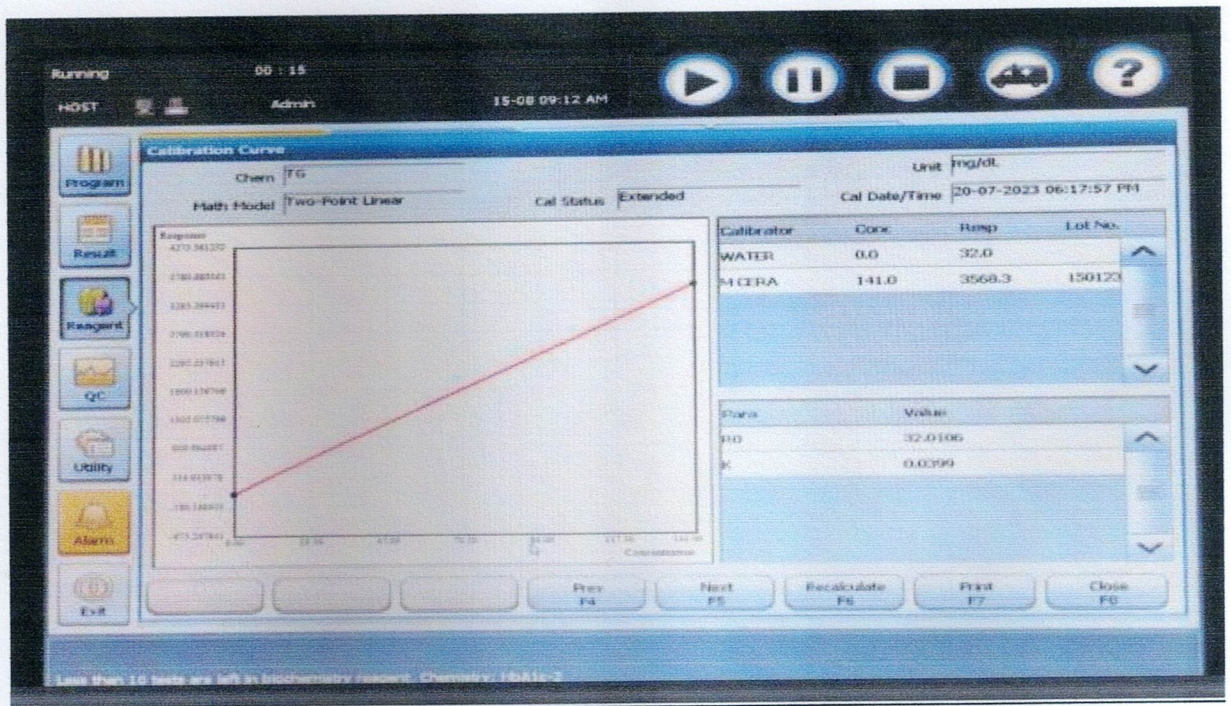 Running 00 : 15
HOST Admin 15-08 09:12 AM
?
Program
Result
Reagent
QC
Utility
Alarm
Exit
Calibration Curve
Chem TG Unit mg/dL
Math Model Two-Point Linear Cal Status Extended Cal Date/Time 20-07-2023 06:17:57 PM
Response
Concentration
Calibrator Conc Resp Lot No.
WATER 0.0 32.0
M CERA 141.0 3568.3 150123
Para Value
R0 32.0106
K 0.0399
Prev F4
Next F5
Recalculate F6
Print F7
Close F8
Less than 10 tests are left in biochemistry reagent. Chemistry: HbA1c-2